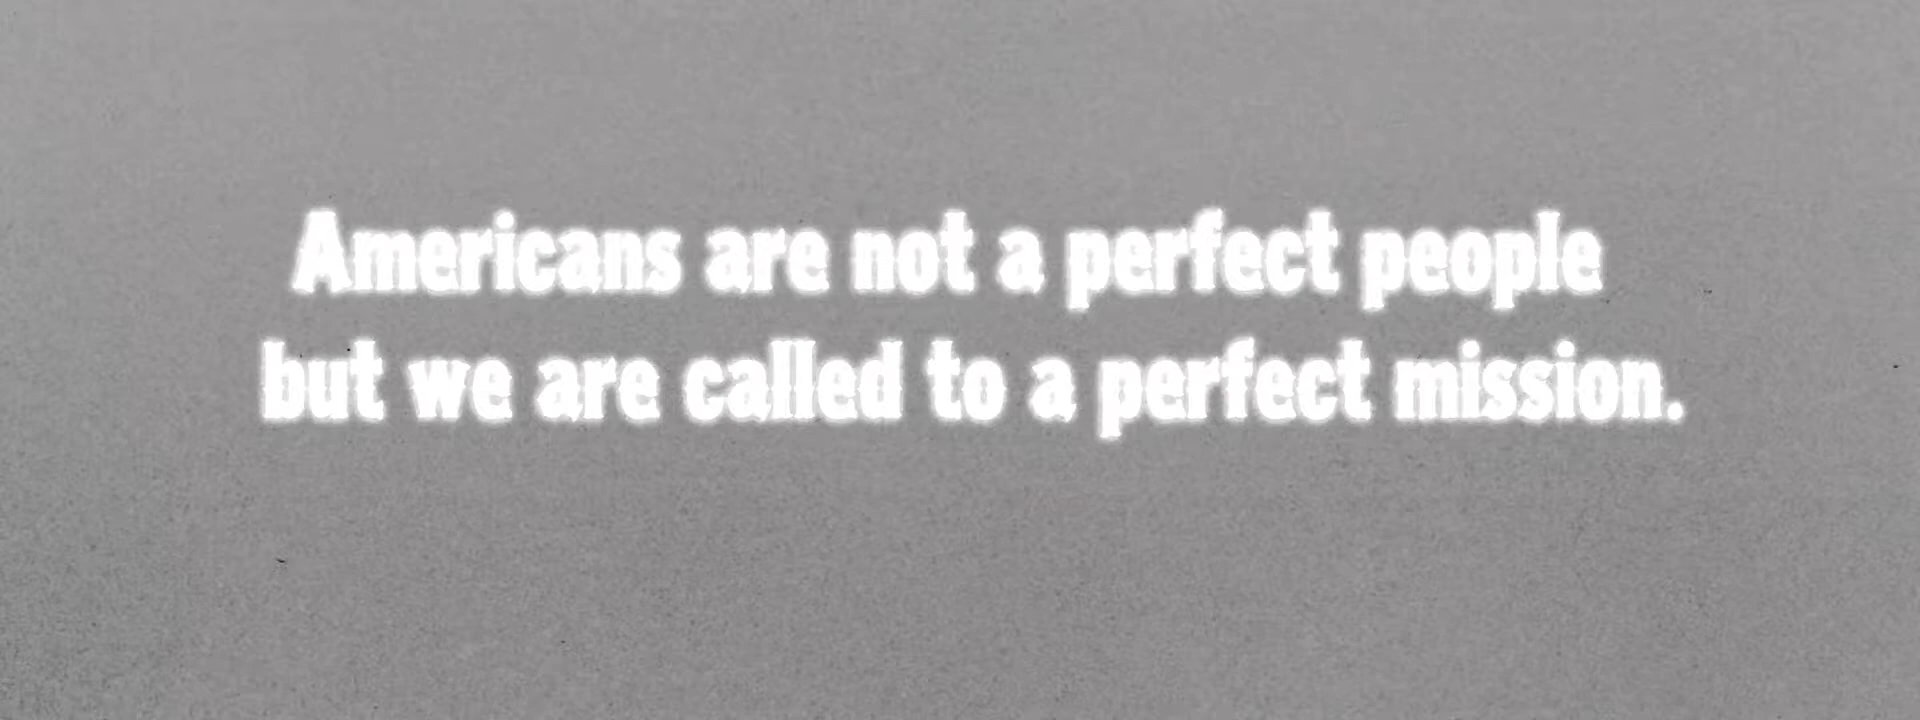 Americans are not a perfect people
but we are called to a perfect mission.